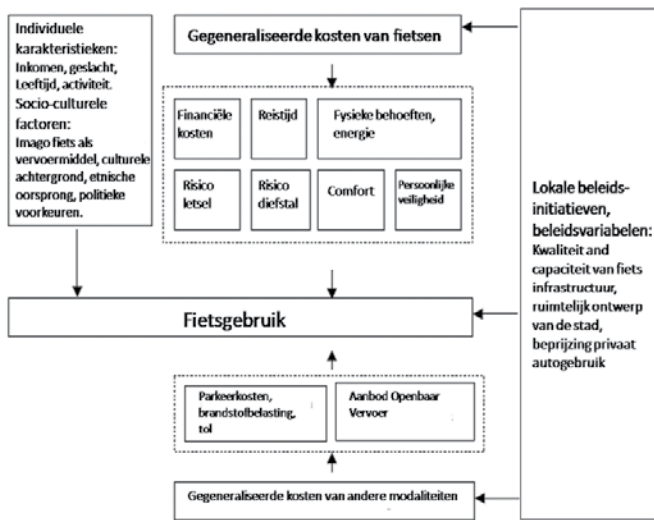 Individuele
karakteristieken:
Inkomen, geslacht,
Leeftijd, activiteit.
Socio-culturele
factoren:
Imago fiets als
vervoermiddel, culturele
achtergrond, etnische
oorsprong, politieke
voorkeuren.
Gegeneraliseerde kosten van fietsen
Financiële
kosten
Reistijd
Fysieke behoeften,
energie
Risico
letsel
Risico
diefstal
Comfort
Persoonlijke
veiligheid
Fietsgebruik
Parkeerkosten,
brandstofbelasting,
tol
Aanbod Openbaar
Vervoer
Gegeneraliseerde kosten van andere modaliteiten
Lokale beleids-
initiatieven,
beleidsvariabelen:
Kwaliteit and
capaciteit van fiets
infrastructuur,
ruimtelijk ontwerp
van de stad,
beprijzing privaat
autogebruik